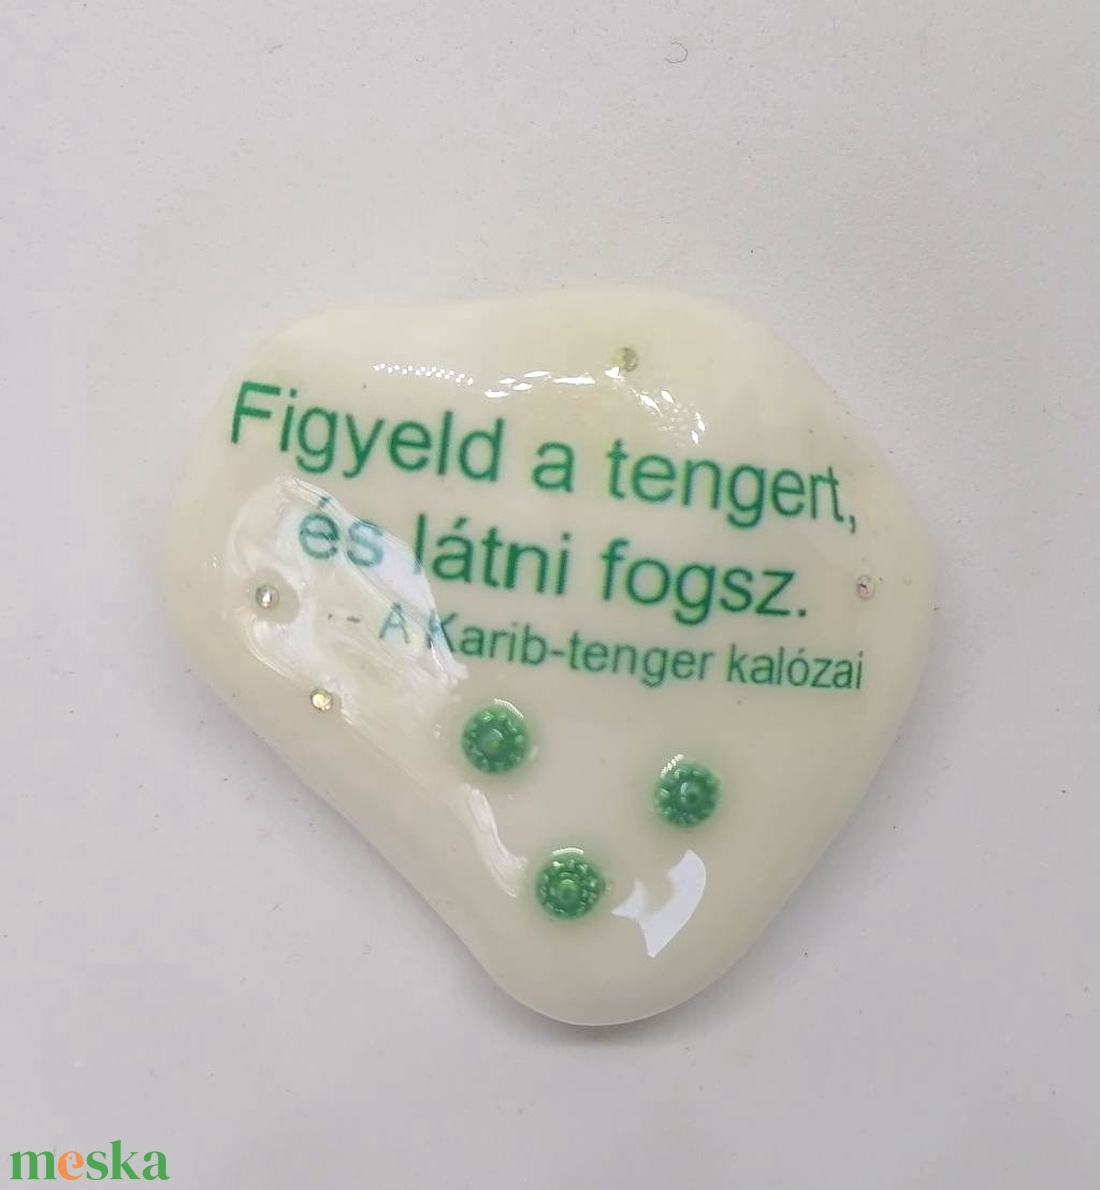 Figyeld a tengert,
és látni fogsz.
-- A Karib-tenger kalózai
meska